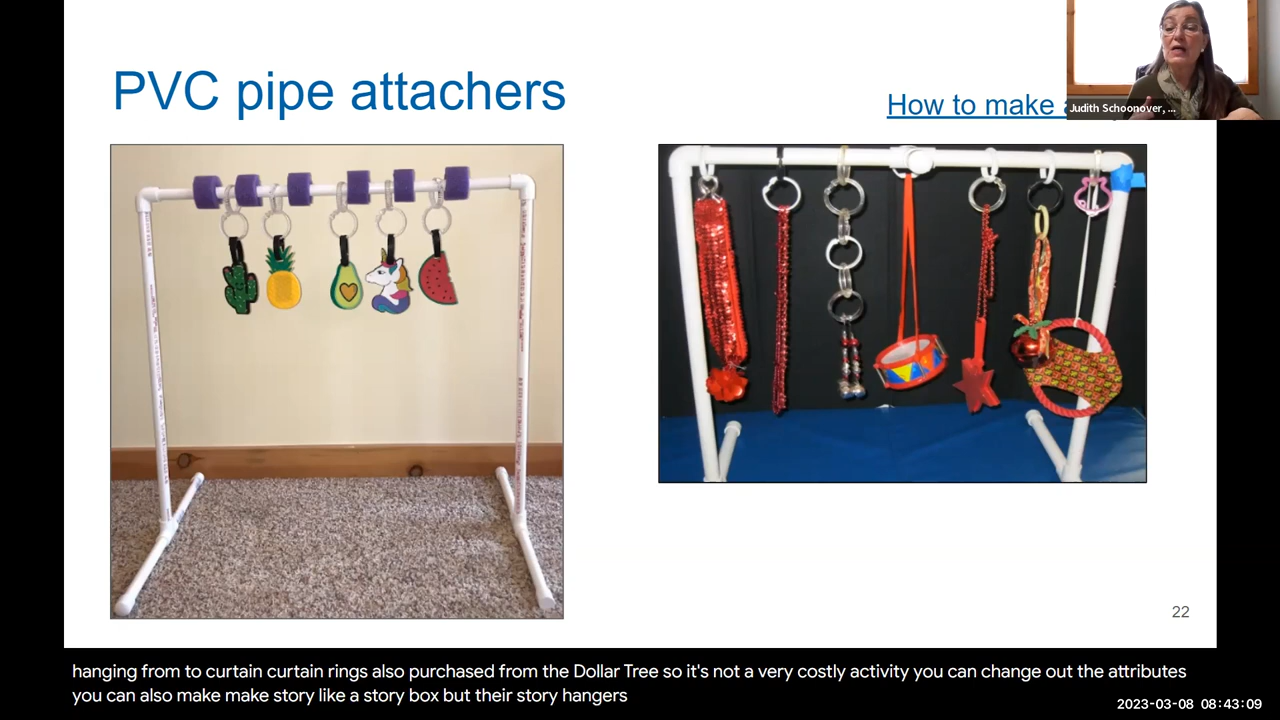 PVC pipe attachers
How to make a
Judith Schoonover, ...
22
hanging from to curtain curtain rings also purchased from the Dollar Tree so it's not a very costly activity you can change out the attributes
you can also make make story like a story box but their story hangers
2023-03-08 08:43:09